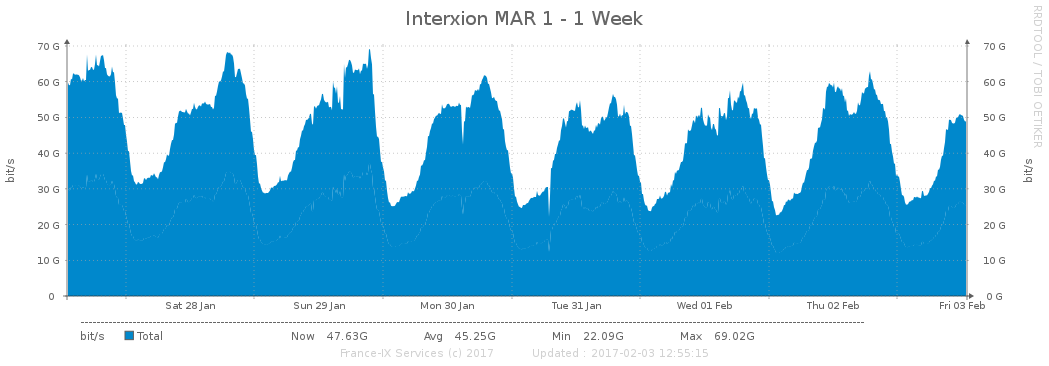 Interxion MAR 1 - 1 Week
RRDTOOL / TOBI OETIKER
70 G 70 G
60 G 60 G
50 G 50 G
40 G 40 G
30 G 30 G
20 G 20 G
10 G 10 G
0 0 G
bit/s bit/s
Sat 28 Jan Sun 29 Jan Mon 30 Jan Tue 31 Jan Wed 01 Feb Thu 02 Feb Fri 03 Feb
bit/s Total Now 47.63G Avg 45.25G Min 22.09G Max 69.02G
France-IX Services (c) 2017 Updated : 2017-02-03 12:55:15